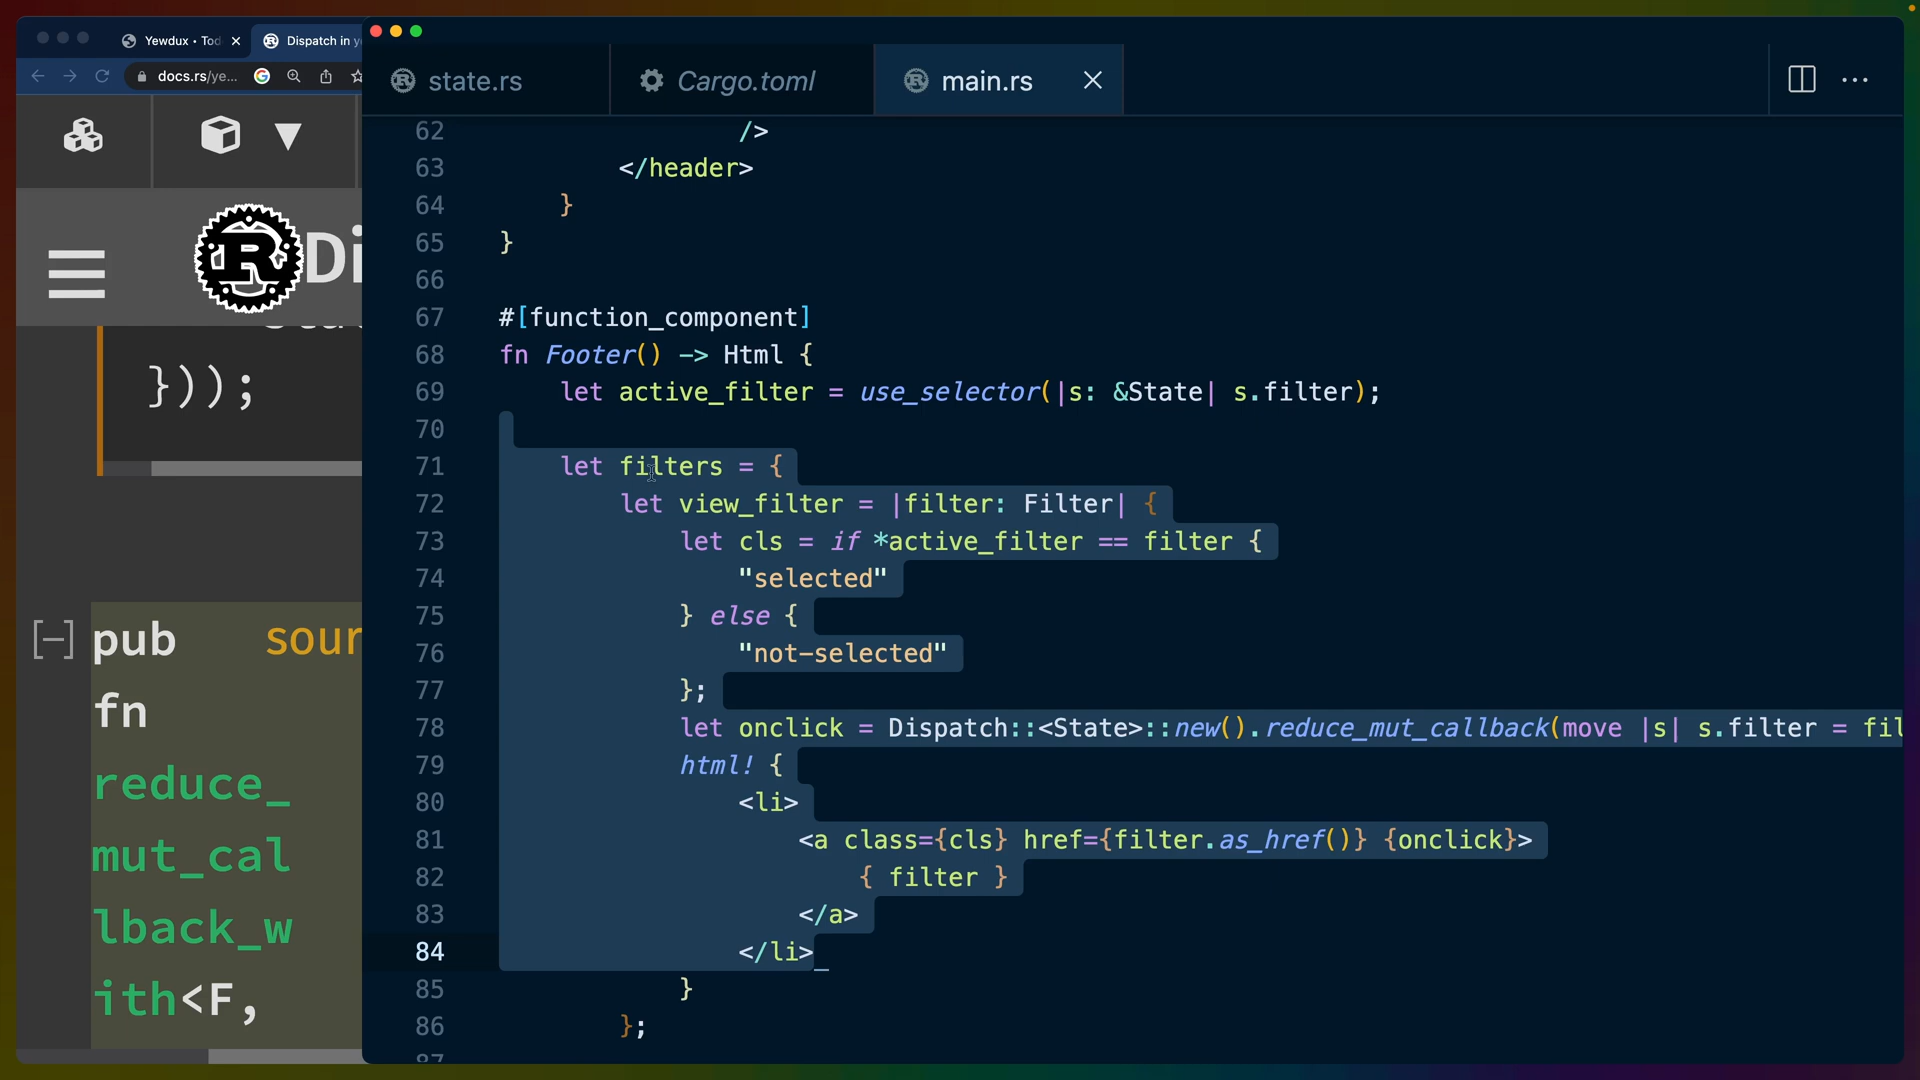 Yewdux • Tod
Dispatch in y
docs.rs/ye...
Di
}));
[−] pub sour
fn
reduce_
mut_cal
lback_w
ith<F,
state.rs
Cargo.toml
main.rs
62 />
63 </header>
64 }
65 }
66
67 #[function_component]
68 fn Footer() -> Html {
69 let active_filter = use_selector(|s: &State| s.filter);
70
71 let filters = {
72 let view_filter = |filter: Filter| {
73 let cls = if *active_filter == filter {
74 "selected"
75 } else {
76 "not-selected"
77 };
78 let onclick = Dispatch::<State>::new().reduce_mut_callback(move |s| s.filter = fil
79 html! {
80 <li>
81 <a class={cls} href={filter.as_href()} {onclick}>
82 { filter }
83 </a>
84 </li>
85 }
86 };
87